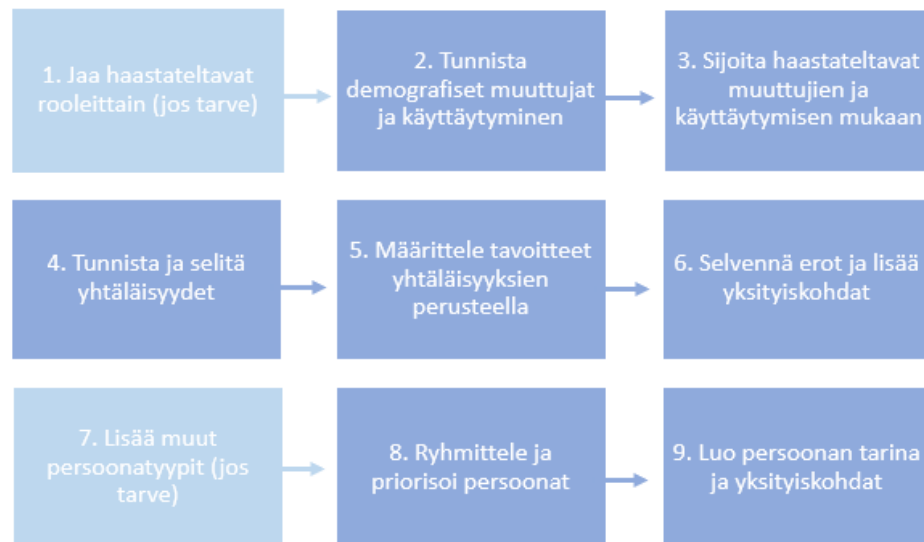 1. Jaa haastateltavat
rooleittain (jos tarve)
2. Tunnista
demografiset muuttujat
ja käyttäytyminen
3. Sijoita haastateltavat
muuttujien ja
käyttäytymisen mukaan
4. Tunnista ja selitä
yhtäläisyydet
5. Määrittele tavoitteet
yhtäläisyyksien
perusteella
6. Selvennä erot ja lisää
yksityiskohdat
7. Lisää muut
persoonatyypit (jos
tarve)
8. Ryhmittele ja
priorisoi persoonat
9. Luo persoonan tarina
ja yksityiskohdat